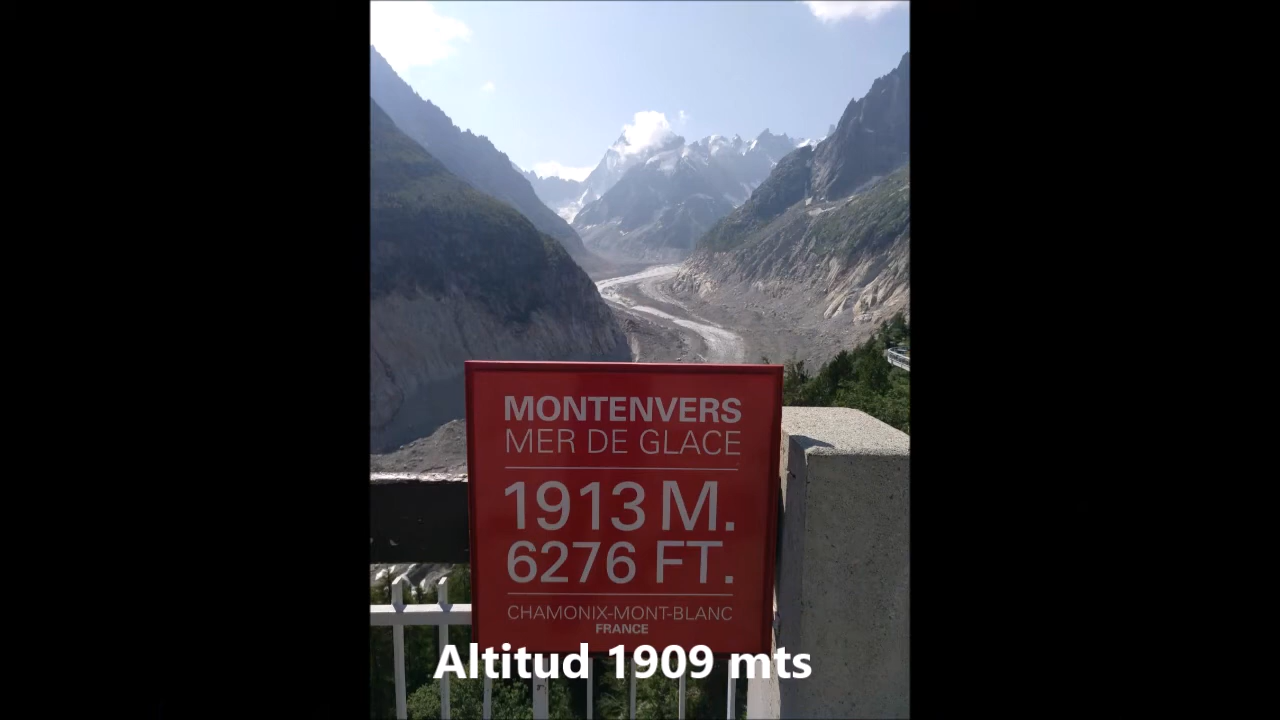 MONTENVERS
MER DE GLACE
1913 M.
6276 FT.
CHAMONIX-MONT-BLANC
FRANCE
Altitud 1909 mts